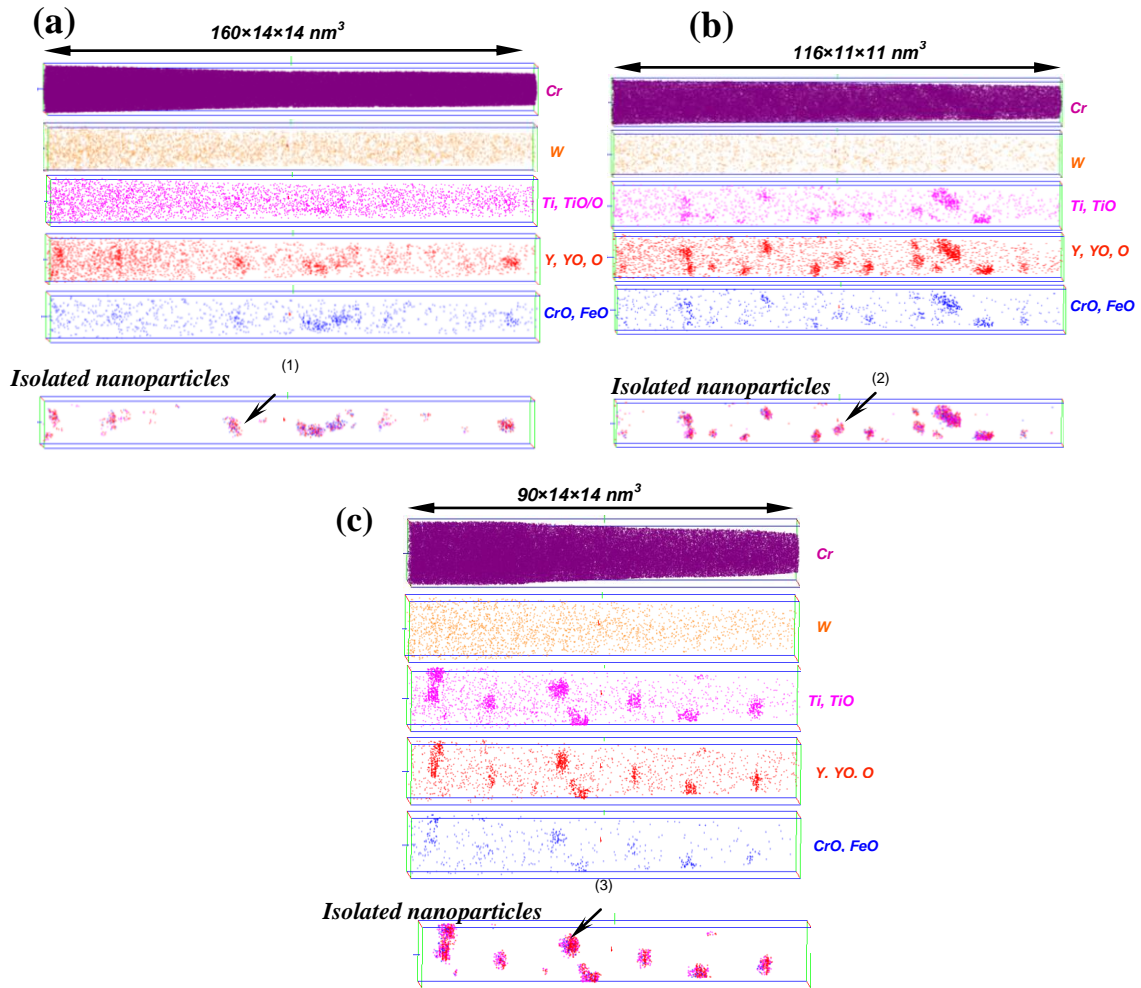 (a)
160×14×14 nm³
Cr
W
Ti, TiO/O
Y, YO, O
CrO, FeO
Isolated nanoparticles
(1)
(b)
116×11×11 nm³
Cr
W
Ti, TiO
Y, YO, O
CrO, FeO
Isolated nanoparticles
(2)
(c)
90×14×14 nm³
Cr
W
Ti, TiO
Y. YO. O
CrO. FeO
Isolated nanoparticles
(3)